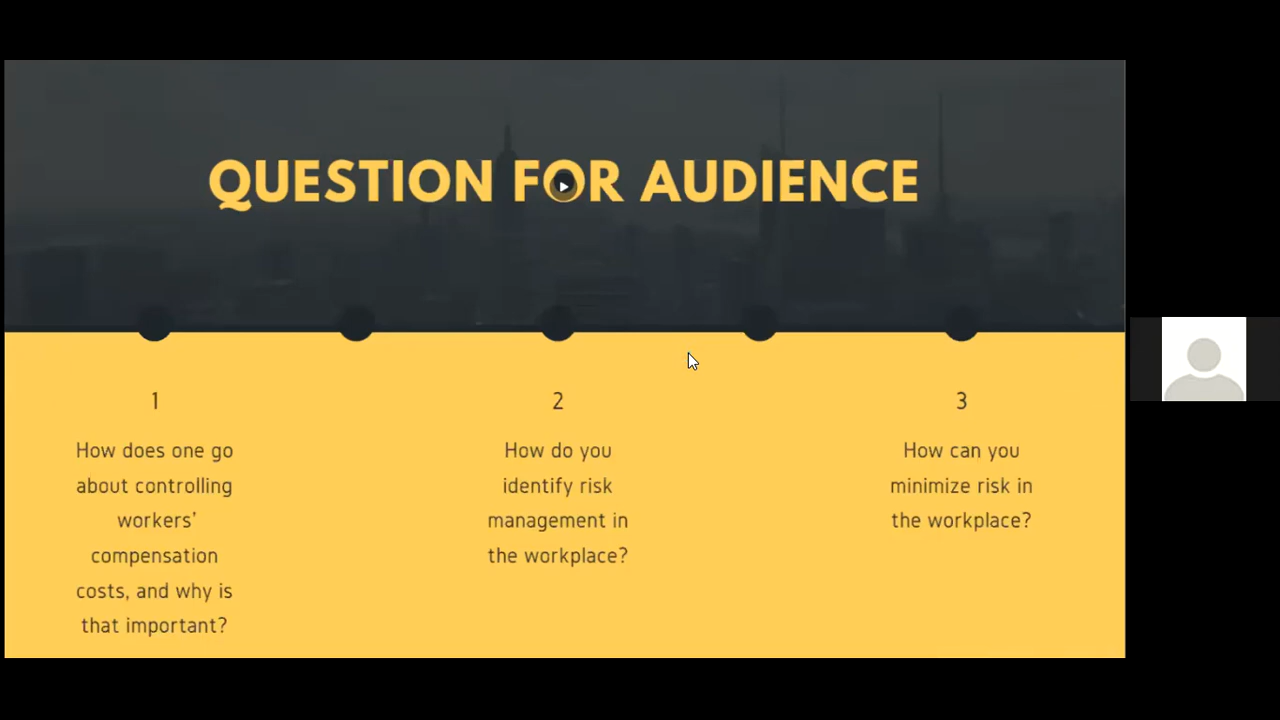 QUESTION FOR AUDIENCE
1
How does one go
about controlling
workers'
compensation
costs, and why is
that important?
2
How do you
identify risk
management in
the workplace?
3
How can you
minimize risk in
the workplace?